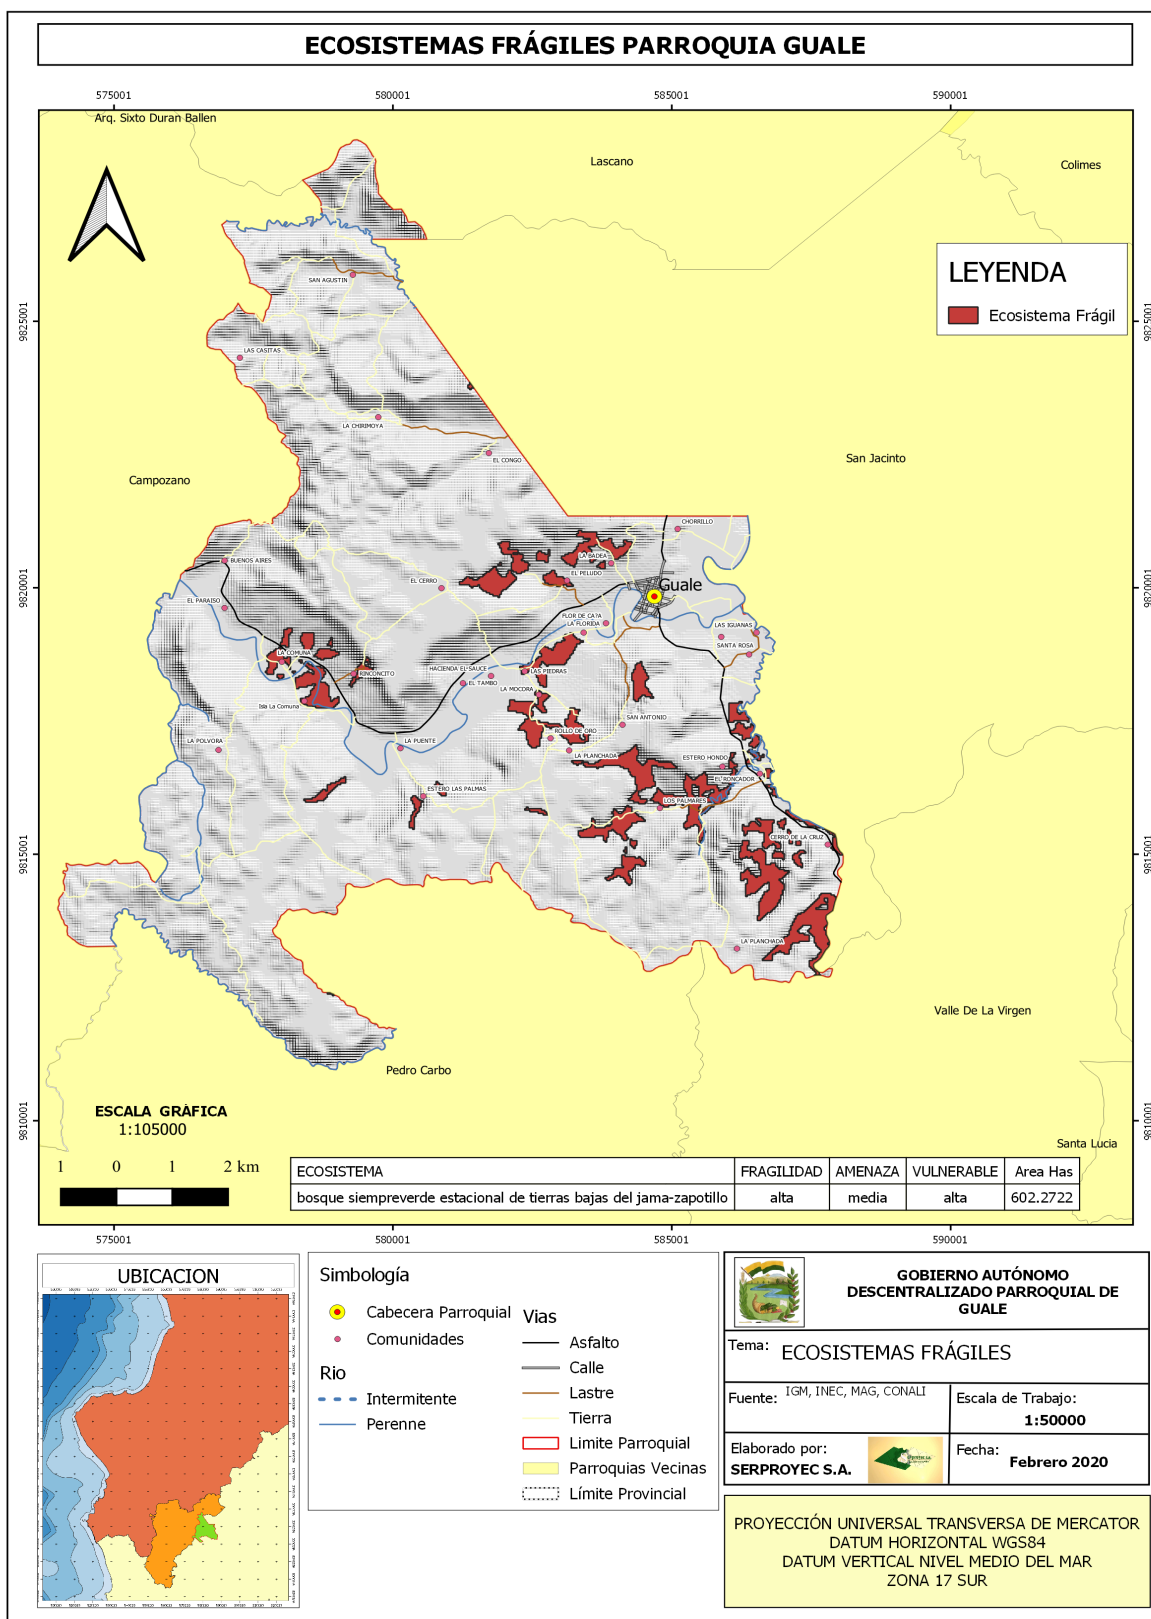 ECOSISTEMAS FRÁGILES PARROQUIA GUALE
575001
580001
585001
590001
Arq. Sixto Duran Ballen
Lascano
Colimes
LEYENDA
Ecosistema Frágil
9825001
9825001
SAN AGUSTIN
LAS CASITAS
LA CHIRIMOYA
EL CONGO
San Jacinto
Campozano
CHORRILLO
BUENOS AIRES
LA BADEA
EL PELUDO
EL CERRO
9820001
9820001
Guale
EL PARAISO
FLOR DE CA?A
LA FLORIDA
LAS IGUANAS
SANTA ROSA
LA COMUNA
RINCONCITO
HACIENDA EL SAUCE
LAS PIEDRAS
EL TAMBO
LA MOCORA
Isla La Comuna
SAN ANTONIO
ROLLO DE ORO
LA POLVORA
LA PUENTE
LA PLANCHADA
ESTERO HONDO
EL RONCADOR
ESTERO LAS PALMAS
LOS PALMARES
CERRO DE LA CRUZ
9815001
9815001
LA PLANCHADA
Valle De La Virgen
Pedro Carbo
ESCALA GRÁFICA
1:105000
9810001
9810001
Santa Lucia
1 0 1 2 km
ECOSISTEMA FRAGILIDAD AMENAZA VULNERABLE Area Has
bosque siempreverde estacional de tierras bajas del jama-zapotillo alta media alta 602.2722
575001
580001
585001
590001
UBICACION
Simbología
Cabecera Parroquial
Comunidades
Rio
Intermitente
Perenne
Vias
Asfalto
Calle
Lastre
Tierra
Limite Parroquial
Parroquias Vecinas
Límite Provincial
GOBIERNO AUTÓNOMO
DESCENTRALIZADO PARROQUIAL DE
GUALE
Tema: ECOSISTEMAS FRÁGILES
Fuente: IGM, INEC, MAG, CONALI
Escala de Trabajo:
1:50000
Elaborado por:
SERPROYEC S.A.
Fecha:
Febrero 2020
PROYECCIÓN UNIVERSAL TRANSVERSA DE MERCATOR
DATUM HORIZONTAL WGS84
DATUM VERTICAL NIVEL MEDIO DEL MAR
ZONA 17 SUR